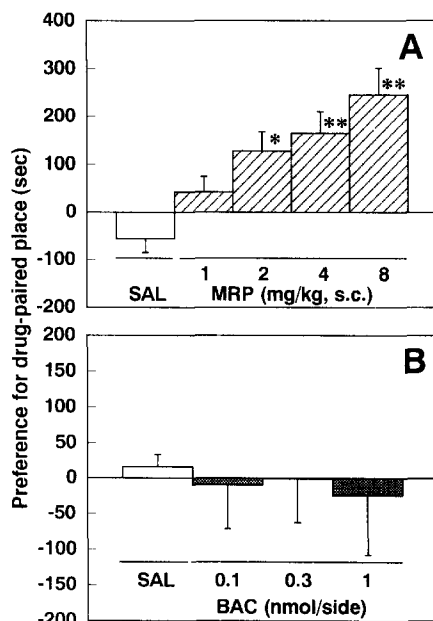 A
Preference for drug-paired place (sec)
400
300
200
100
0
-100
-200
*
**
**
1 2 4 8
SAL MRP (mg/kg, s.c.)
B
200
150
100
50
0
-50
-100
-150
-200
SAL 0.1 0.3 1
BAC (nmol/side)